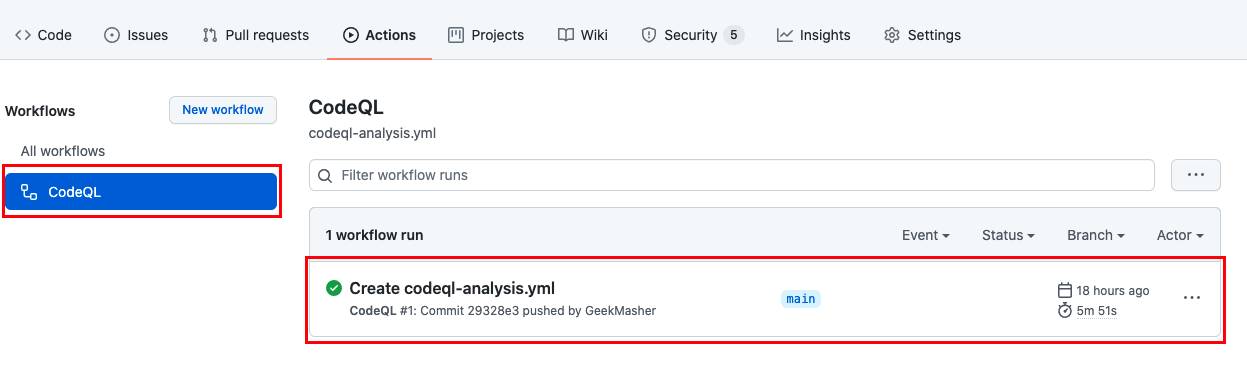 Code Issues Pull requests Actions Projects Wiki Security 5 Insights Settings
Workflows New workflow
All workflows
CodeQL
CodeQL
codeql-analysis.yml
Filter workflow runs
1 workflow run Event Status Branch Actor
Create codeql-analysis.yml
CodeQL #1: Commit 29328e3 pushed by GeekMasher
main
18 hours ago
5m 51s